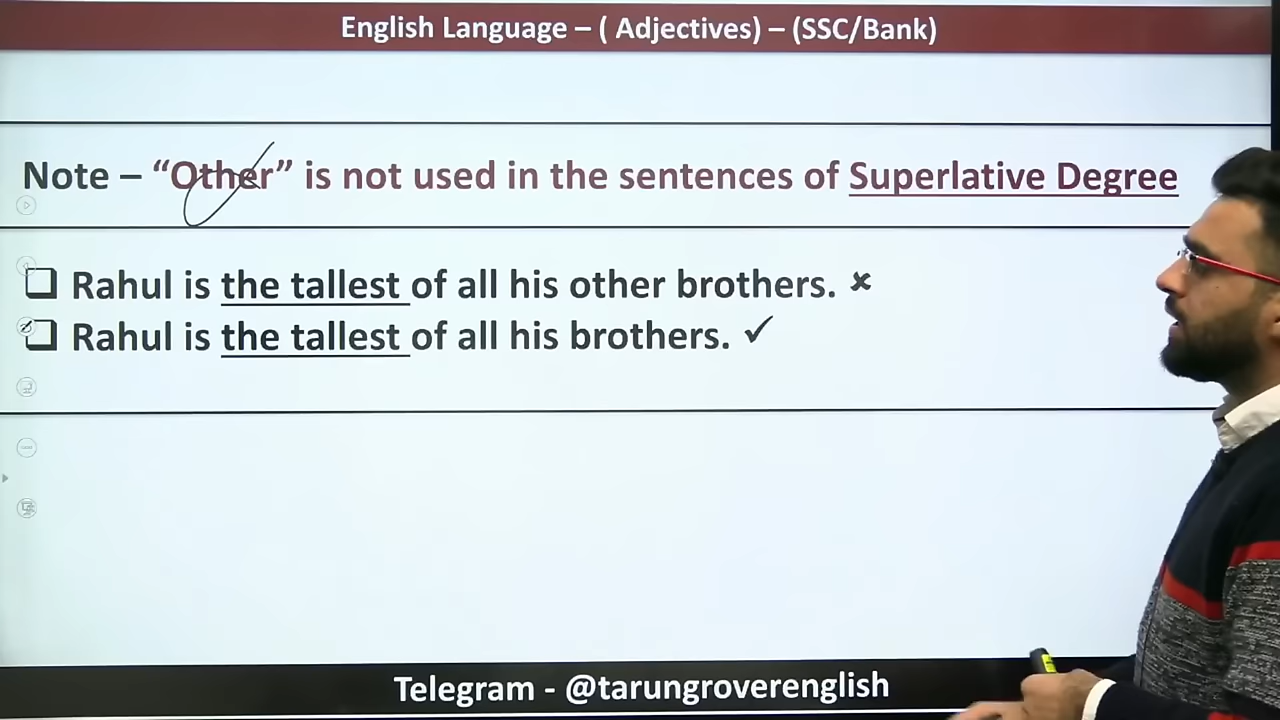 English Language – ( Adjectives) – (SSC/Bank)
Note – “Other” is not used in the sentences of Superlative Degree
❑ Rahul is the tallest of all his other brothers. ×
❑ Rahul is the tallest of all his brothers. ✓
Telegram - @tarungroverenglish